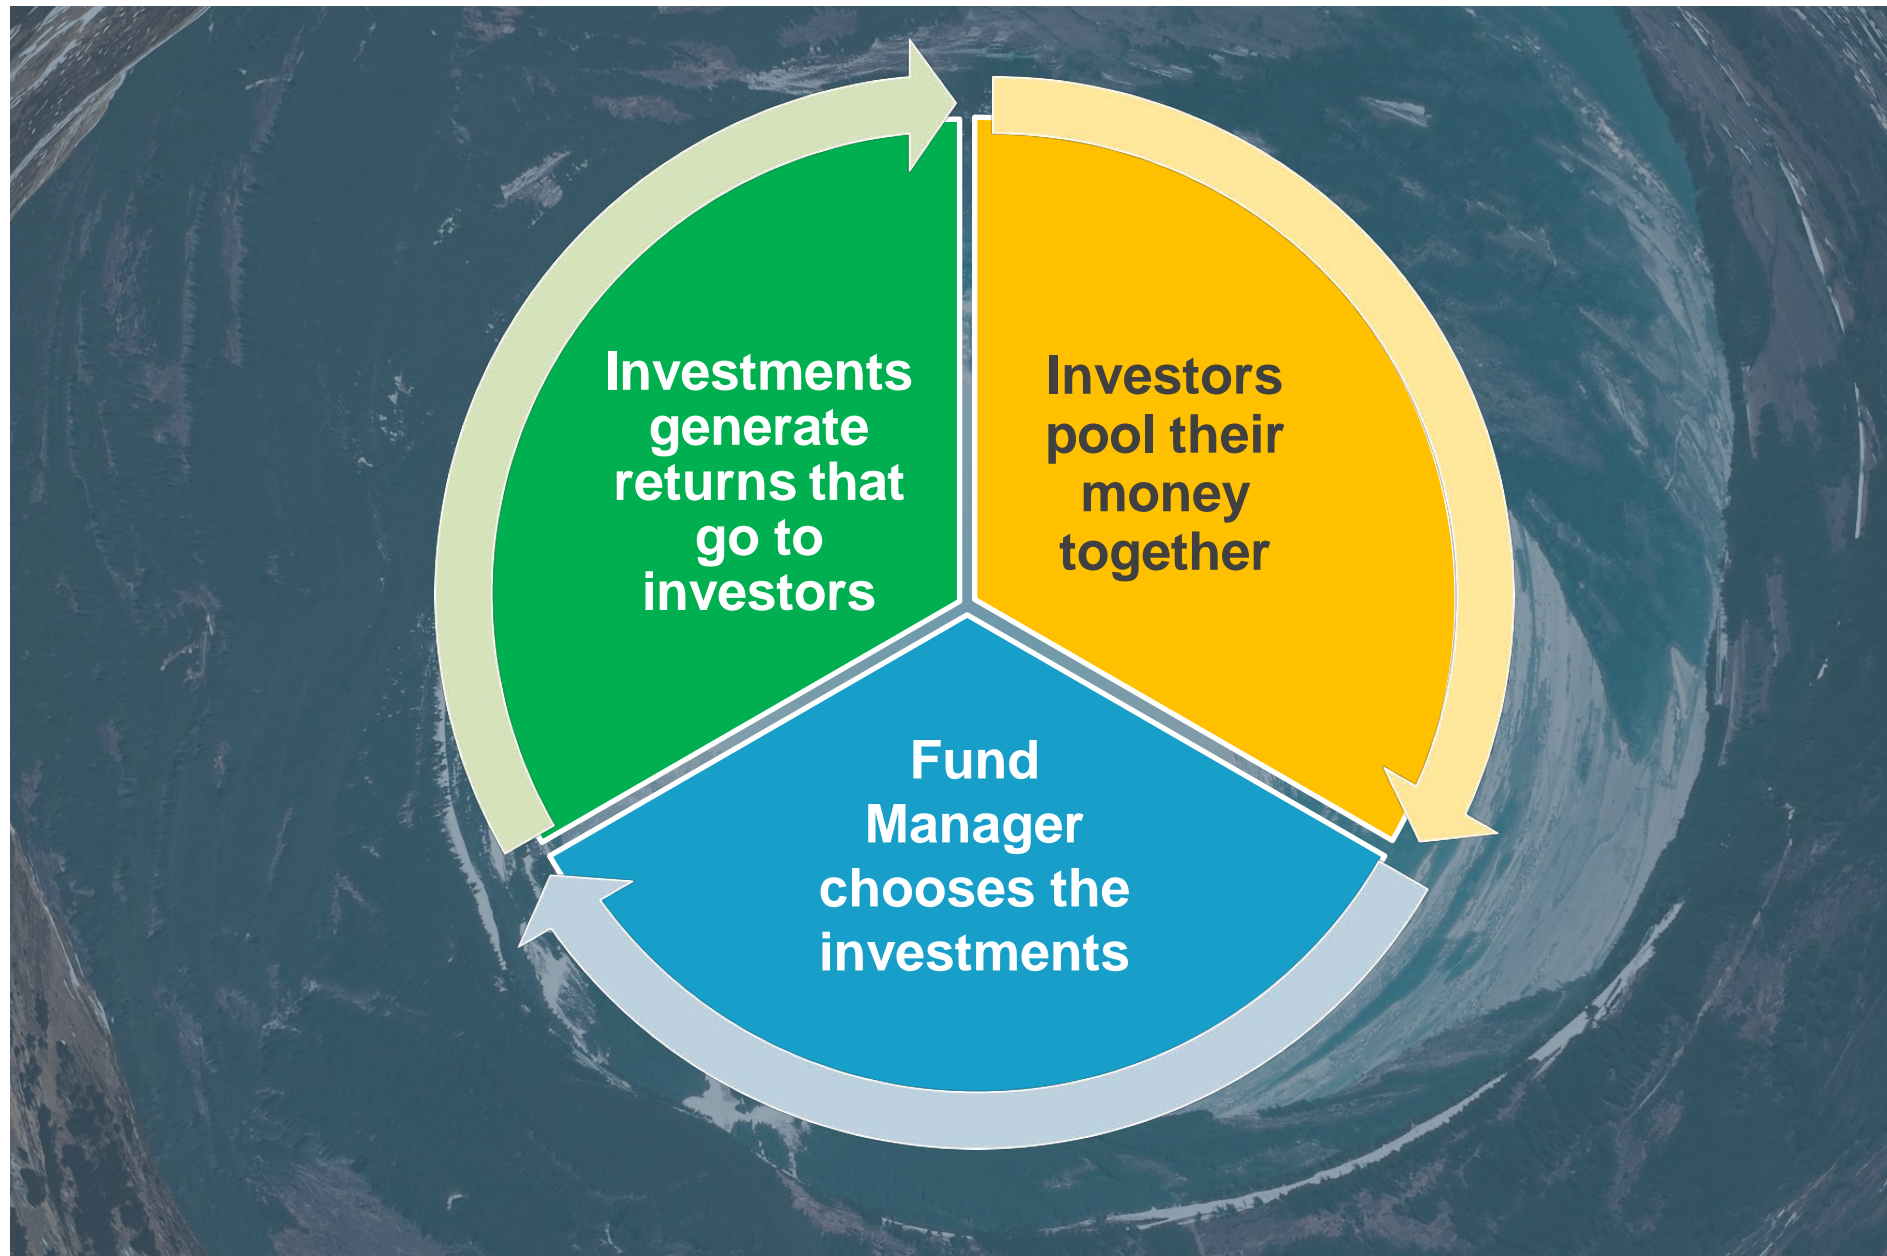 Investments
generate
returns that
go to
investors
Investors
pool their
money
together
Fund
Manager
chooses the
investments